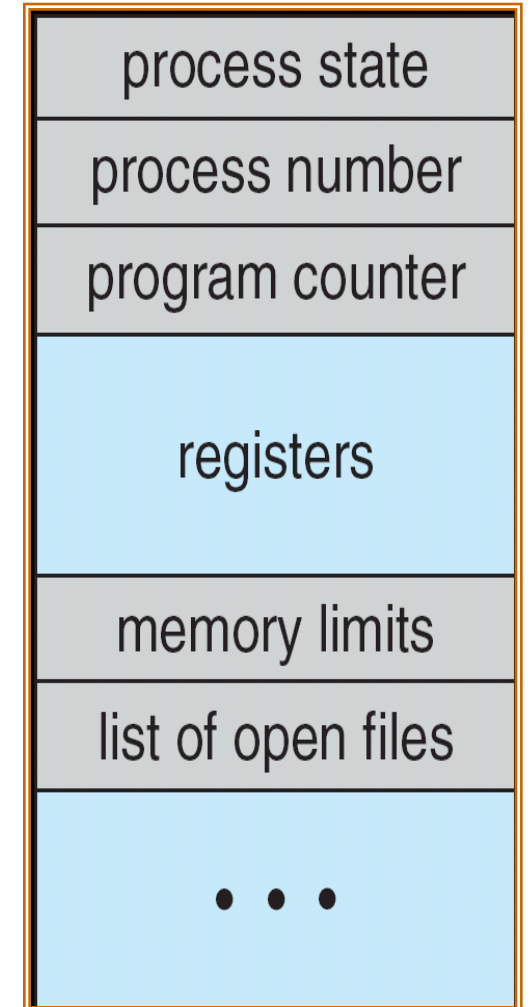 process state
process number
program counter
registers
memory limits
list of open files
• • •